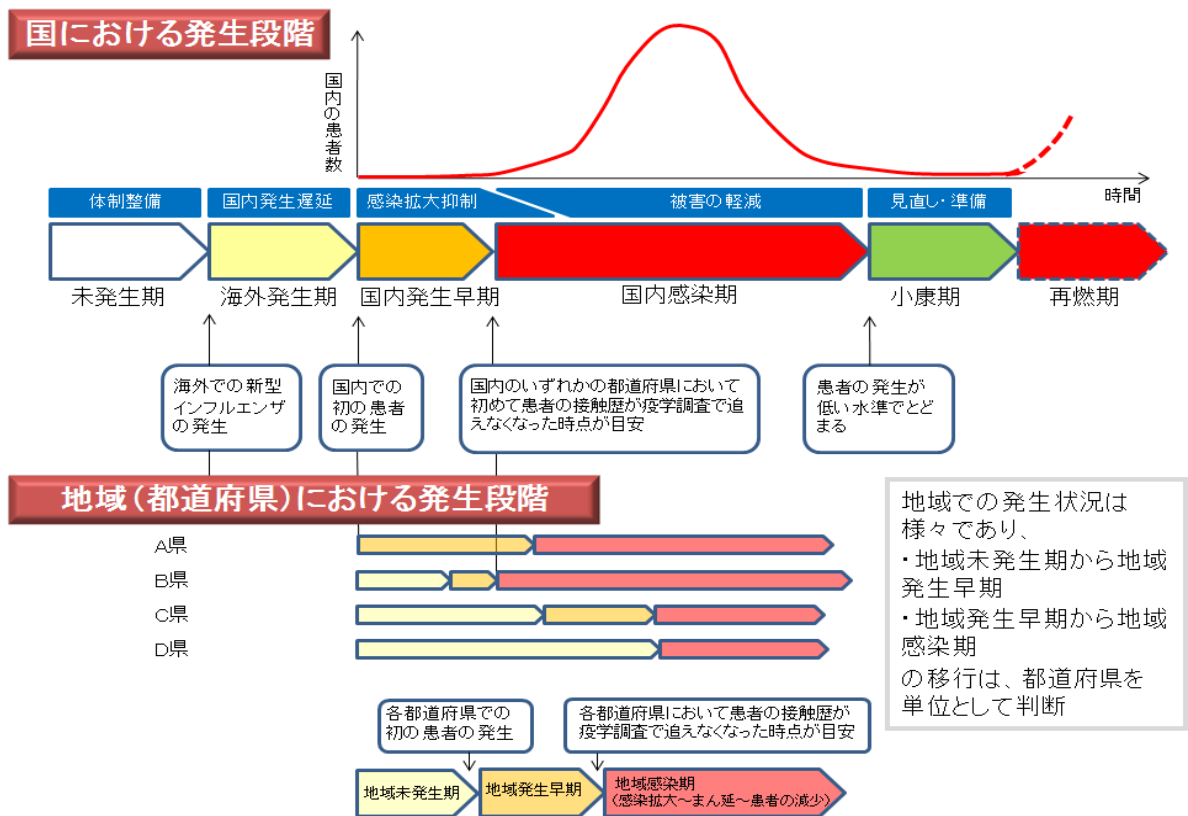 国における発生段階
国内の患者数
時間
体制整備
国内発生遅延
感染拡大抑制
被害の軽減
見直し・準備
未発生期
海外発生期
国内発生早期
国内感染期
小康期
再燃期
海外での新型
インフルエンザ
の発生
国内での
初の患者
の発生
国内のいずれかの都道府県において
初めて患者の接触歴が疫学調査で追
えなくなった時点が目安
患者の発生が
低い水準でとど
まる
地域（都道府県）における発生段階
A県
B県
C県
D県
地域での発生状況は
様々であり、
・地域未発生期から地域
発生早期
・地域発生早期から地域
感染期
の移行は、都道府県を
単位として判断
各都道府県での
初の患者の発生
各都道府県において患者の接触歴が
疫学調査で追えなくなった時点が目安
地域未発生期
地域発生早期
地域感染期
（感染拡大～まん延～患者の減少）